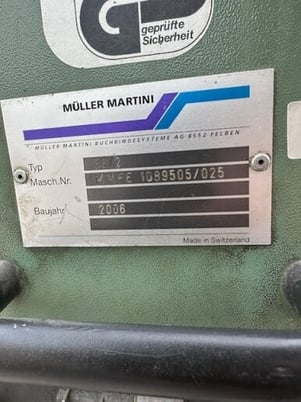 geprüfte
Sicherheit
MÜLLER MARTINI
MÜLLER MARTINI BUCHBINDESYSTEME AG 8552 FELBEN
Typ
Masch.Nr. MMFE 1089505/025
Baujahr 2006
Made in Switzerland